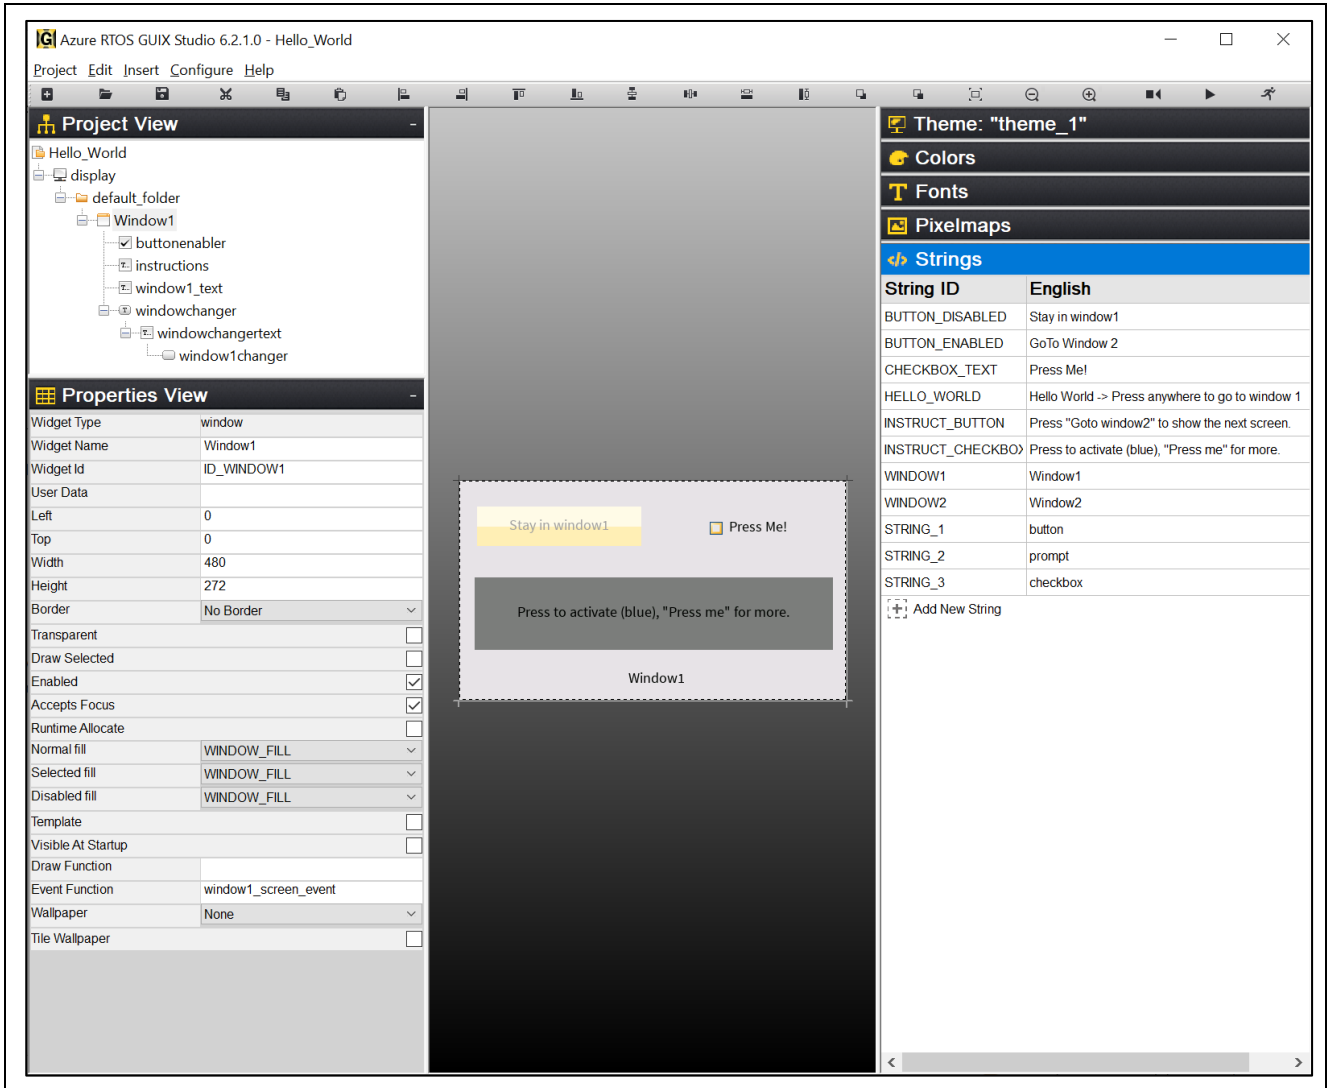 Azure RTOS GUIX Studio 6.2.1.0 - Hello_World
Project Edit Insert Configure Help
Project View -
Hello_World
display
default_folder
Window1
buttonenabler
instructions
window1_text
windowchanger
windowchangertext
window1changer
Properties View -
Widget Type window
Widget Name Window1
Widget Id ID_WINDOW1
User Data
Left 0
Top 0
Width 480
Height 272
Border No Border
Transparent
Draw Selected
Enabled
Accepts Focus
Runtime Allocate
Normal fill WINDOW_FILL
Selected fill WINDOW_FILL
Disabled fill WINDOW_FILL
Template
Visible At Startup
Draw Function
Event Function window1_screen_event
Wallpaper None
Tile Wallpaper
Stay in window1
Press Me!
Press to activate (blue), "Press me" for more.
Window1
Theme: "theme_1"
Colors
Fonts
Pixelmaps
Strings
String ID English
BUTTON_DISABLED Stay in window1
BUTTON_ENABLED GoTo Window 2
CHECKBOX_TEXT Press Me!
HELLO_WORLD Hello World -> Press anywhere to go to window 1
INSTRUCT_BUTTON Press "Goto window2" to show the next screen.
INSTRUCT_CHECKBOX Press to activate (blue), "Press me" for more.
WINDOW1 Window1
WINDOW2 Window2
STRING_1 button
STRING_2 prompt
STRING_3 checkbox
Add New String